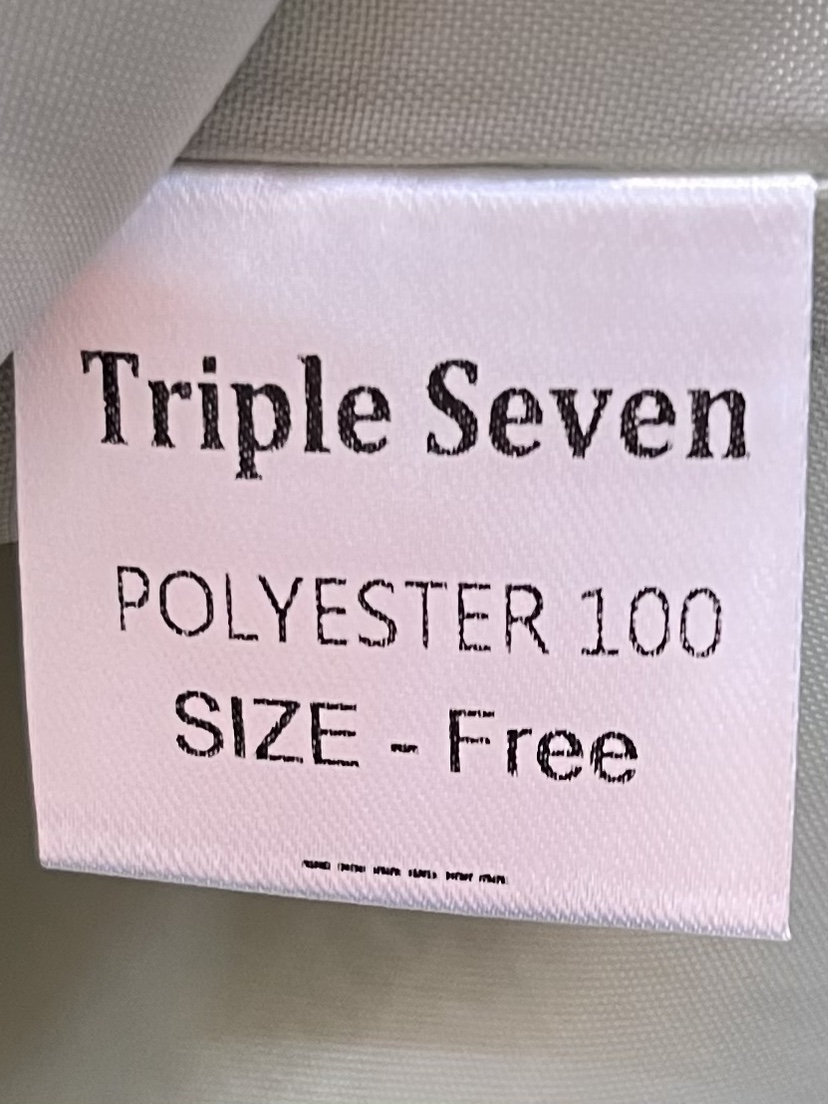 Triple Seven
POLYESTER 100
SIZE - Free